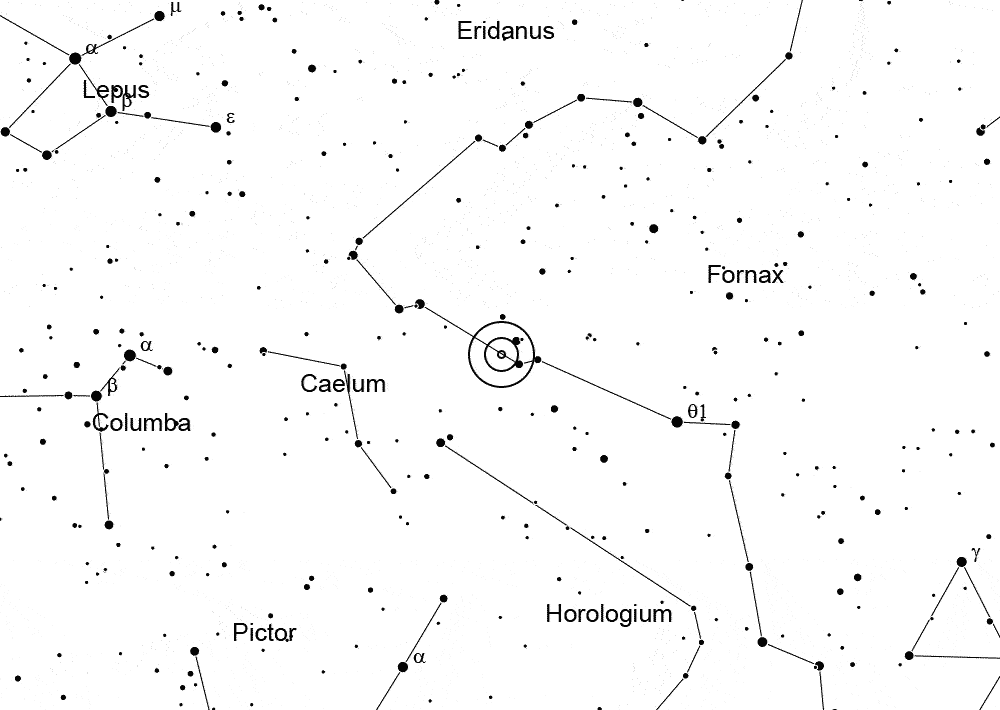 μ
Eridanus
α
Lepus
β
ε
Fornax
α
Caelum
β
θ1
Columba
γ
Horologium
Pictor
α